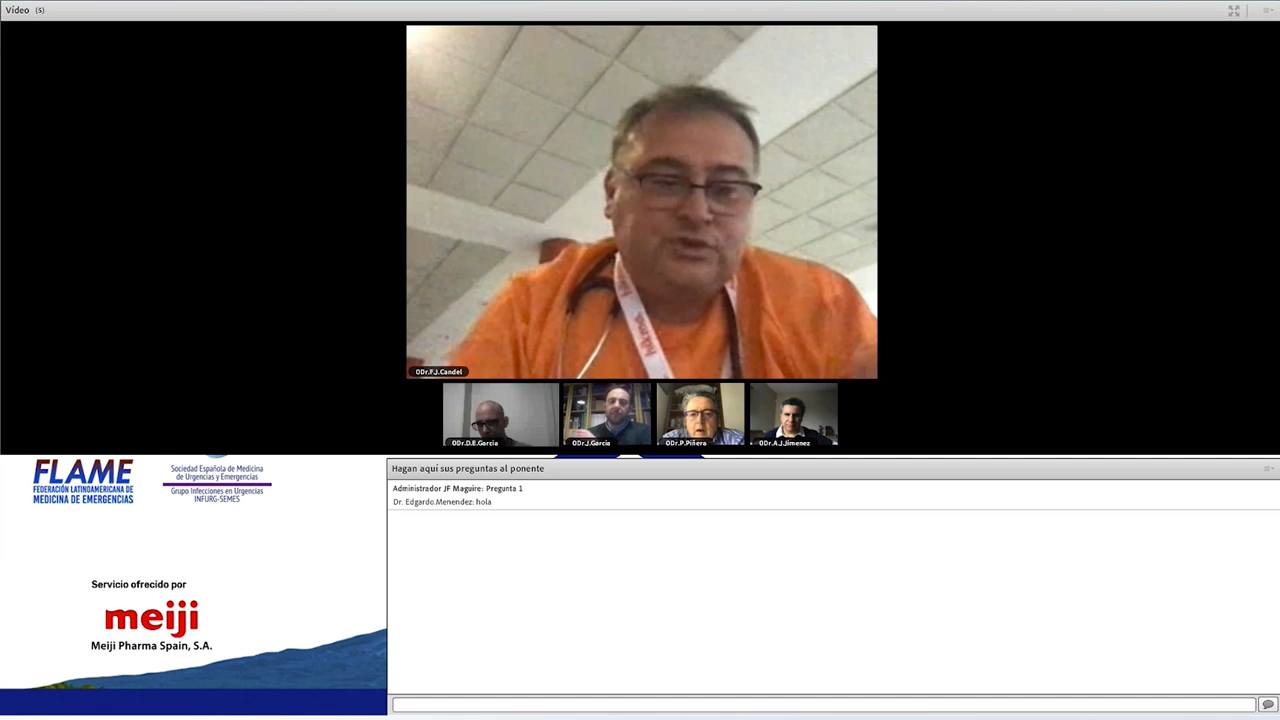 Vídeo (5)
ODr.F.J.Candel
ODr.D.E.Garcia
ODr.J.Garcia
ODr.P.Piñera
ODr.A.J.Jimenez
FLAME
FEDERACIÓN LATINOAMERICANA DE
MEDICINA DE EMERGENCIAS
Sociedad Española de Medicina
de Urgencias y Emergencias
Grupo Infecciones en Urgencias
INFURG-SEMES
Servicio ofrecido por
meiji
Meiji Pharma Spain, S.A.
Hagan aquí sus preguntas al ponente
Administrador JF Maguire: Pregunta 1
Dr. Edgardo.Menendez: hola